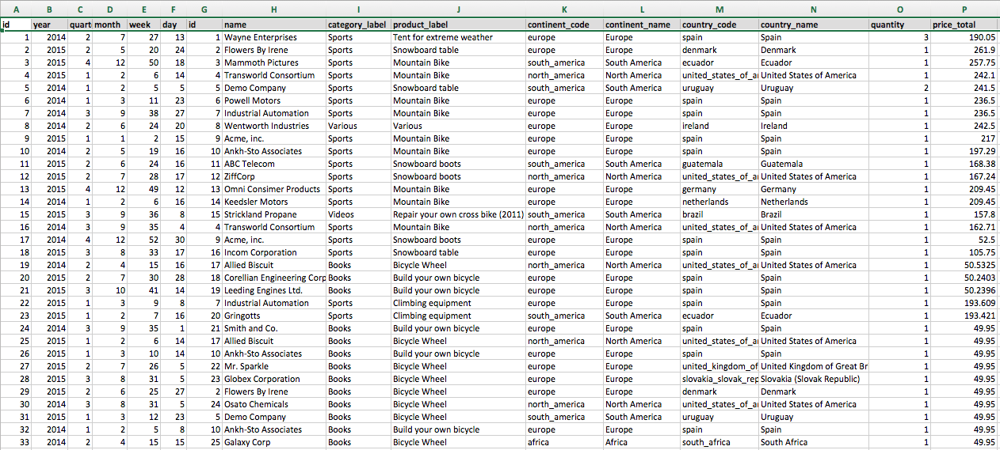 A B C D E F G H I J K L M N O P
id year quart month week day id name category_label product_label continent_code continent_name country_code country_name quantity price_total
1 2014 2 7 27 13 1 Wayne Enterprises Sports Tent for extreme weather europe Europe spain Spain 3 190.05
2 2015 2 5 20 24 2 Flowers By Irene Sports Snowboard table europe Europe denmark Denmark 1 261.9
3 2015 4 12 50 18 3 Mammoth Pictures Sports Mountain Bike south_america South America ecuador Ecuador 1 257.75
4 2015 1 2 6 14 4 Transworld Consortium Sports Mountain Bike north_america North America united_states_of_a United States of America 1 242.1
5 2014 1 2 5 5 5 Demo Company Sports Snowboard table south_america South America uruguay Uruguay 2 241.5
6 2014 1 3 11 23 6 Powell Motors Sports Mountain Bike europe Europe spain Spain 1 236.5
7 2014 3 9 38 27 7 Industrial Automation Sports Mountain Bike europe Europe spain Spain 1 236.5
8 2014 2 6 24 20 8 Wentworth Industries Various Various europe Europe ireland Ireland 1 242.5
9 2015 1 1 2 15 9 Acme, inc. Sports Mountain Bike europe Europe spain Spain 1 217
10 2014 2 5 19 16 10 Ankh-Sto Associates Sports Mountain Bike europe Europe spain Spain 1 197.29
11 2015 2 6 24 16 11 ABC Telecom Sports Snowboard boots south_america South America guatemala Guatemala 1 168.38
12 2015 2 7 28 17 12 ZiffCorp Sports Snowboard boots north_america North America united_states_of_a United States of America 1 167.24
13 2015 4 12 49 12 13 Omni Consimer Products Sports Mountain Bike europe Europe germany Germany 1 209.45
14 2014 1 2 6 16 14 Keedsler Motors Sports Mountain Bike europe Europe netherlands Netherlands 1 209.45
15 2015 3 9 36 8 15 Strickland Propane Videos Repair your own cross bike (2011) south_america South America brazil Brazil 1 157.8
16 2014 3 9 35 4 4 Transworld Consortium Sports Mountain Bike north_america North America united_states_of_a United States of America 1 162.71
17 2014 4 12 52 30 9 Acme, inc. Sports Snowboard boots europe Europe spain Spain 1 52.5
18 2015 3 8 33 17 16 Incom Corporation Sports Snowboard table europe Europe spain Spain 1 105.75
19 2014 2 4 15 16 17 Allied Biscuit Books Bicycle Wheel north_america North America united_states_of_a United States of America 1 50.5325
20 2015 2 7 30 28 18 Corellian Engineering Corp Books Build your own bicycle europe Europe spain Spain 1 50.2403
21 2015 3 10 41 14 19 Leeding Engines Ltd. Books Build your own bicycle europe Europe spain Spain 1 50.2396
22 2015 1 3 9 8 7 Industrial Automation Sports Climbing equipment europe Europe spain Spain 1 193.609
23 2015 1 2 7 16 20 Gringotts Sports Climbing equipment south_america South America ecuador Ecuador 1 193.421
24 2014 3 9 35 1 21 Smith and Co. Books Build your own bicycle europe Europe spain Spain 1 49.95
25 2015 1 2 6 14 17 Allied Biscuit Books Bicycle Wheel north_america North America united_states_of_a United States of America 1 49.95
26 2015 1 3 10 14 10 Ankh-Sto Associates Books Build your own bicycle europe Europe spain Spain 1 49.95
27 2015 2 7 26 5 22 Mr. Sparkle Books Bicycle Wheel europe Europe united_kingdom_of United Kingdom of Great Br 1 49.95
28 2015 3 8 31 5 23 Globex Corporation Books Bicycle Wheel europe Europe slovakia_slovak_rep Slovakia (Slovak Republic) 1 49.95
29 2015 2 6 25 27 2 Flowers By Irene Books Bicycle Wheel europe Europe denmark Denmark 1 49.95
30 2014 3 8 31 5 24 Osato Chemicals Books Bicycle Wheel north_america North America united_states_of_a United States of America 1 49.95
31 2015 1 3 12 23 5 Demo Company Books Bicycle Wheel south_america South America uruguay Uruguay 1 49.95
32 2014 1 2 5 8 10 Ankh-Sto Associates Books Build your own bicycle europe Europe spain Spain 1 49.95
33 2014 2 4 15 15 25 Galaxy Corp Books Bicycle Wheel africa Africa south_africa South Africa 1 49.95